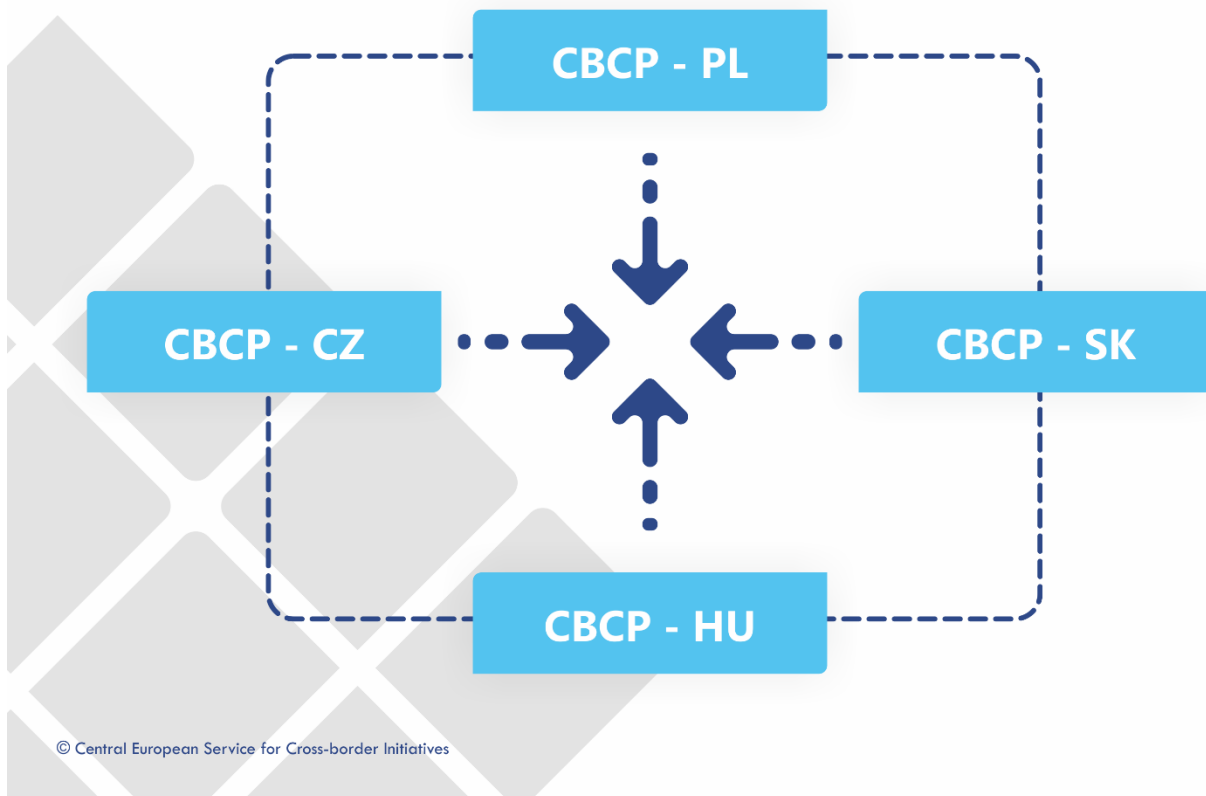 CBCP - PL
CBCP - CZ
CBCP - SK
CBCP - HU
© Central European Service for Cross-border Initiatives